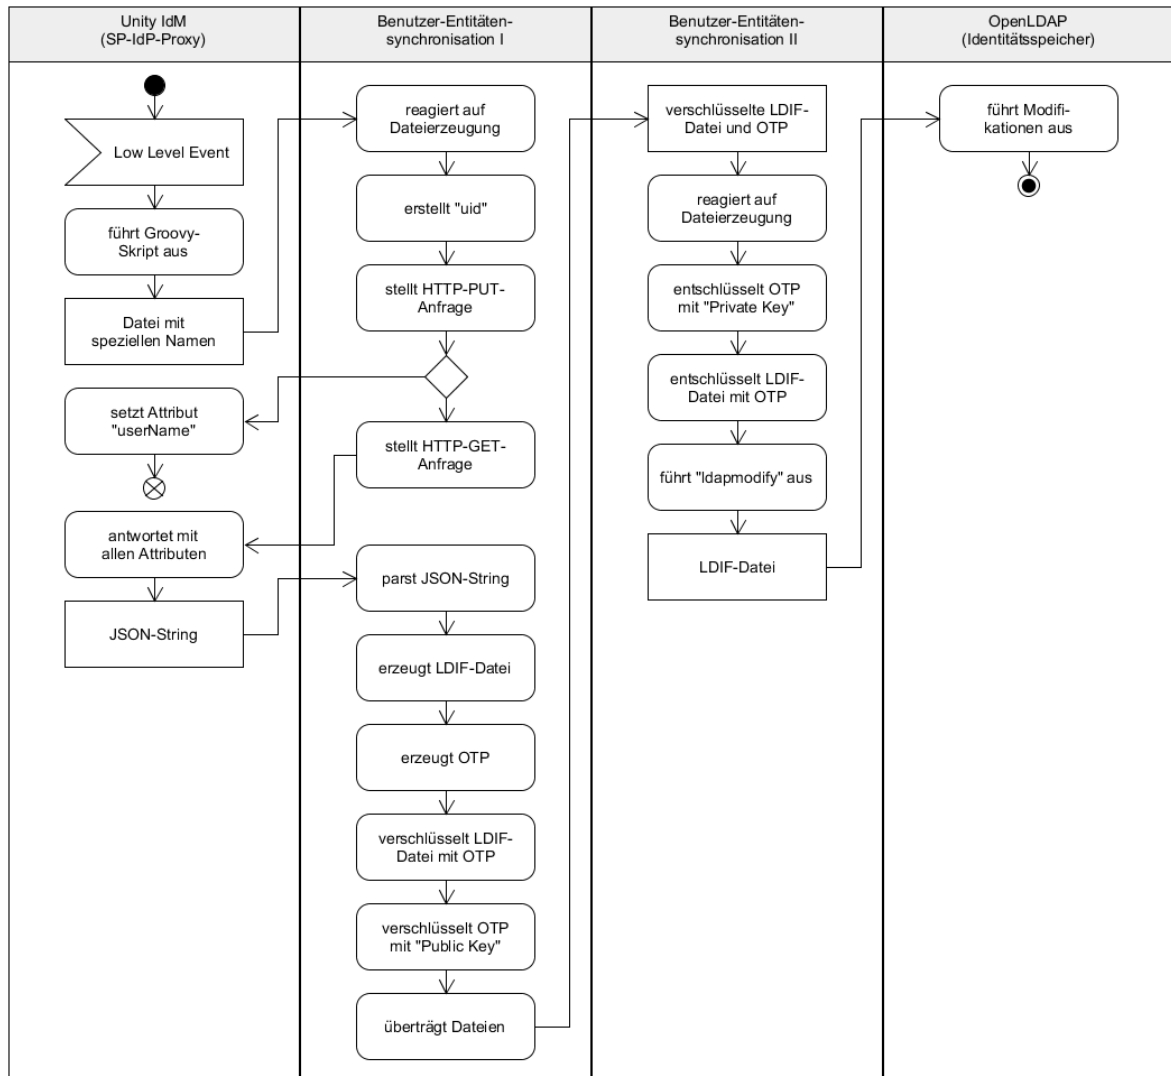 Unity IdM
(SP-IdP-Proxy)
Benutzer-Entitäten-
synchronisation I
Benutzer-Entitäten-
synchronisation II
OpenLDAP
(Identitätsspeicher)
Low Level Event
führt Groovy-
Skript aus
Datei mit
speziellen Namen
setzt Attribut
"userName"
antwortet mit
allen Attributen
JSON-String
reagiert auf
Dateierzeugung
erstellt "uid"
stellt HTTP-PUT-
Anfrage
stellt HTTP-GET-
Anfrage
parst JSON-String
erzeugt LDIF-Datei
erzeugt OTP
verschlüsselt LDIF-
Datei mit OTP
verschlüsselt OTP
mit "Public Key"
überträgt Dateien
verschlüsselte LDIF-
Datei und OTP
reagiert auf
Dateierzeugung
entschlüsselt OTP
mit "Private Key"
entschlüsselt LDIF-
Datei mit OTP
führt "ldapmodify" aus
LDIF-Datei
führt Modifi-
kationen aus